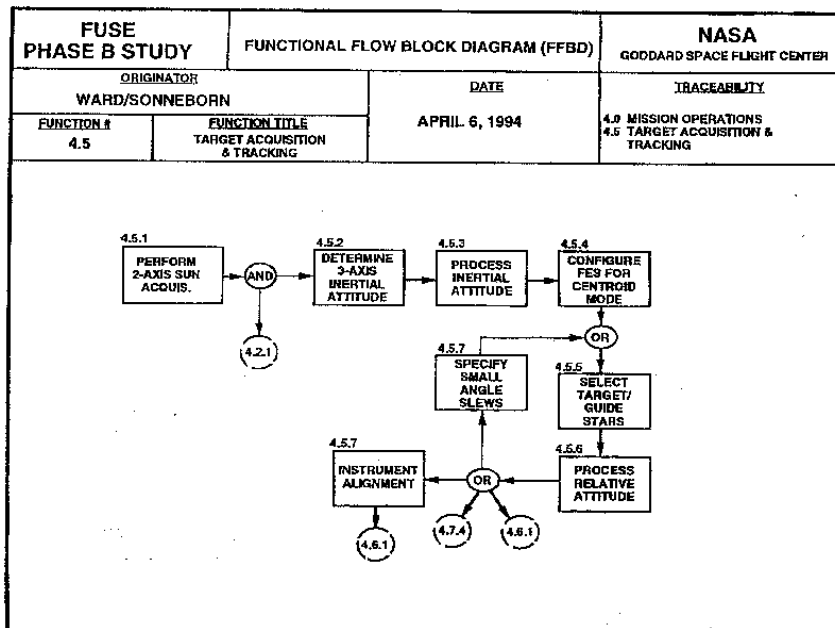 FUSE
PHASE B STUDY
FUNCTIONAL FLOW BLOCK DIAGRAM (FFBD)
NASA
GODDARD SPACE FLIGHT CENTER
ORIGINATOR
WARD/SONNEBORN
DATE
APRIL 6, 1994
TRACEABILITY
4.0 MISSION OPERATIONS
4.5 TARGET ACQUISITION &
TRACKING
FUNCTION #
4.5
FUNCTION TITLE
TARGET ACQUISITION
& TRACKING
4.5.1
PERFORM
2-AXIS SUN
ACQUIS.
AND
4.2.1
4.5.2
DETERMINE
3-AXIS
INERTIAL
ATTITUDE
4.5.3
PROCESS
INERTIAL
ATTITUDE
4.5.4
CONFIGURE
FES FOR
CENTROID
MODE
OR
4.5.7
SPECIFY
SMALL
ANGLE
SLEWS
4.5.5
SELECT
TARGET/
GUIDE
STARS
4.5.6
PROCESS
RELATIVE
ATTITUDE
OR
4.5.7
INSTRUMENT
ALIGNMENT
4.6.1
4.7.4
4.6.1